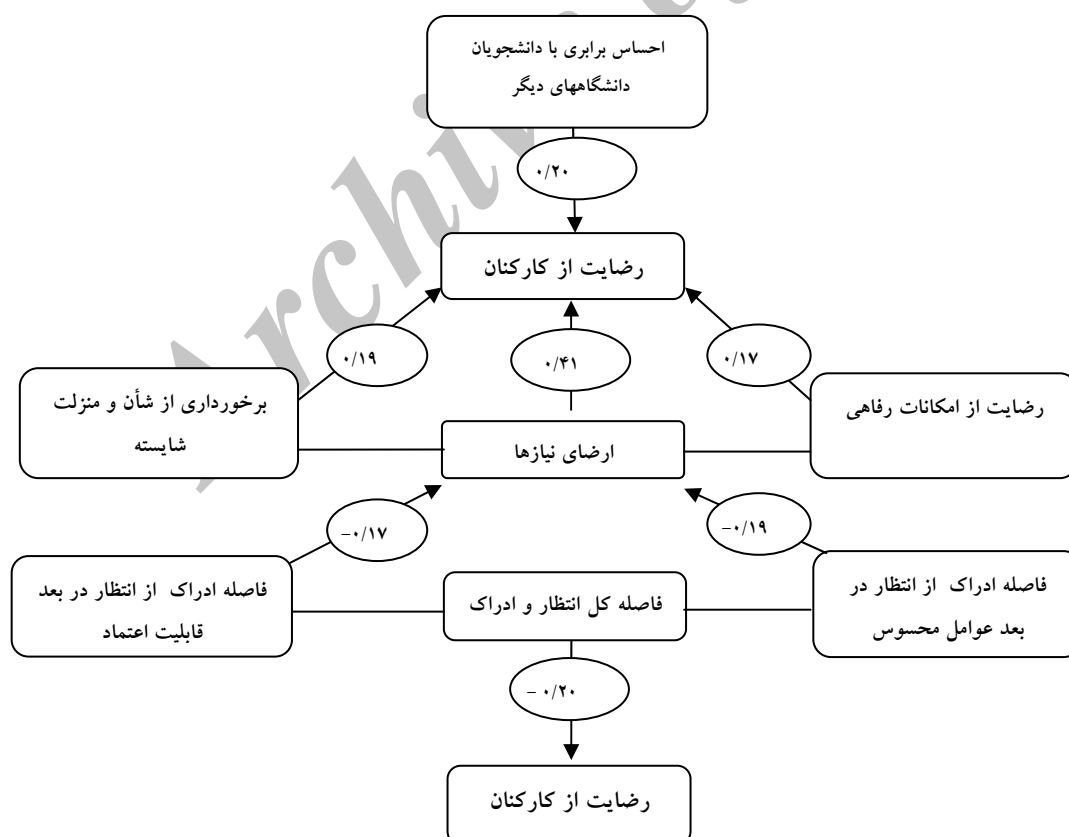 احساس برابری با دانشجویان
دانشگاههای دیگر
۰/۲۰
رضایت از کارکنان
۰/۱۹
۰/۴۱
۰/۱۷
برخورداری از شأن و منزلت
شایسته
ارضای نیازها
رضایت از امکانات رفاهی
−۰/۱۷
−۰/۱۹
فاصله ادراک از انتظار در بعد
قابلیت اعتماد
فاصله کل انتظار و ادراک
فاصله ادراک از انتظار در
بعد عوامل محسوس
− ۰/۲۰
رضایت از کارکنان
Archive